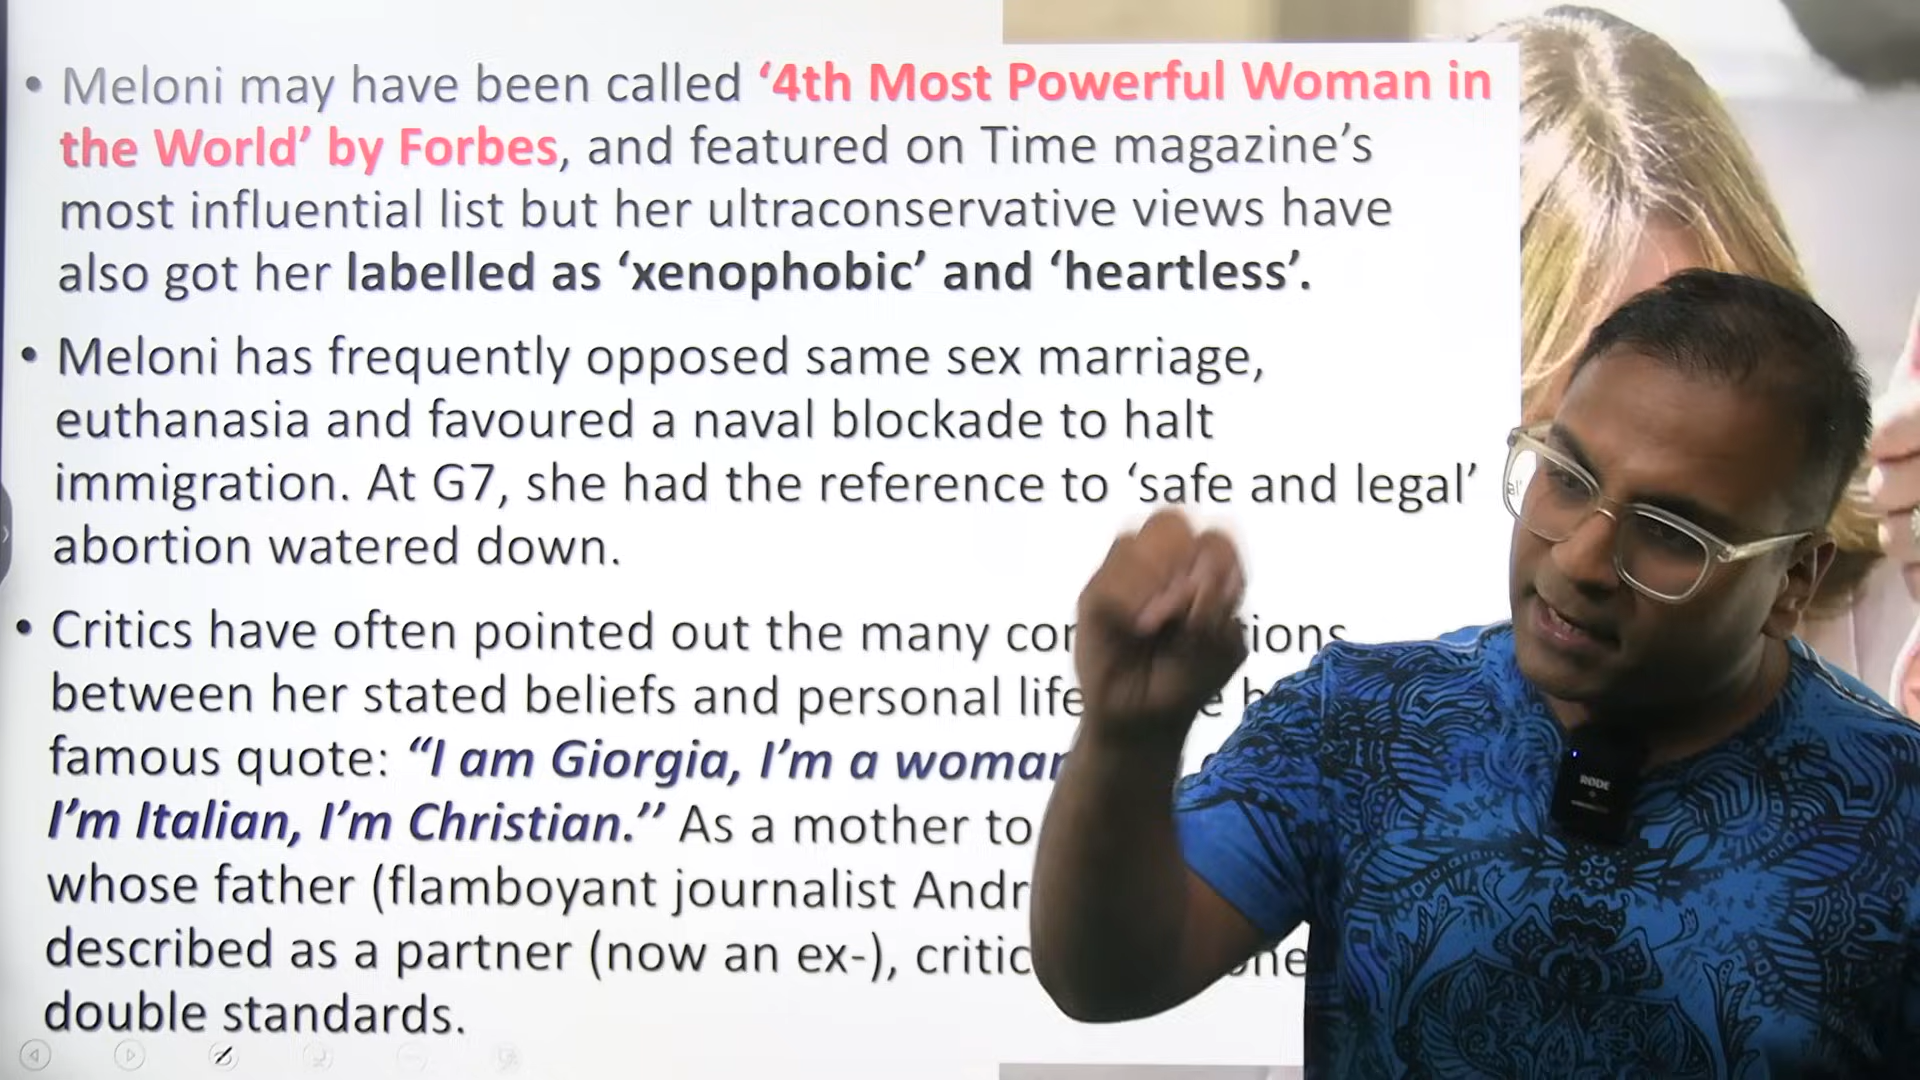 • Meloni may have been called ‘4th Most Powerful Woman in
the World’ by Forbes, and featured on Time magazine’s
most influential list but her ultraconservative views have
also got her labelled as ‘xenophobic’ and ‘heartless’.
• Meloni has frequently opposed same sex marriage,
euthanasia and favoured a naval blockade to halt
immigration. At G7, she had the reference to ‘safe and legal’
abortion watered down.
• Critics have often pointed out the many
between her stated beliefs and personal life
famous quote: “I am Giorgia, I’m a woman
I’m Italian, I’m Christian.’’ As a mother to
whose father (flamboyant journalist
described as a partner (now an ex-),
double standards.
RØDE